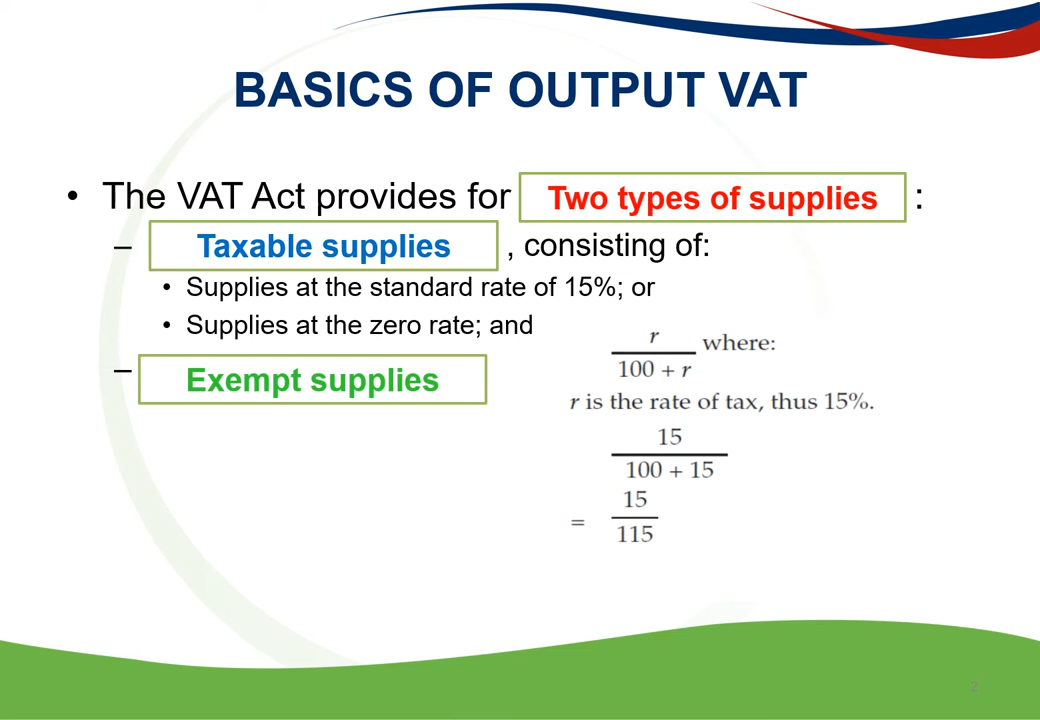 BASICS OF OUTPUT VAT
• The VAT Act provides for Two types of supplies :
– Taxable supplies , consisting of:
• Supplies at the standard rate of 15%; or
• Supplies at the zero rate; and
– Exempt supplies
r
100 + r
where:
r is the rate of tax, thus 15%.
15
100 + 15
15
=
115
2